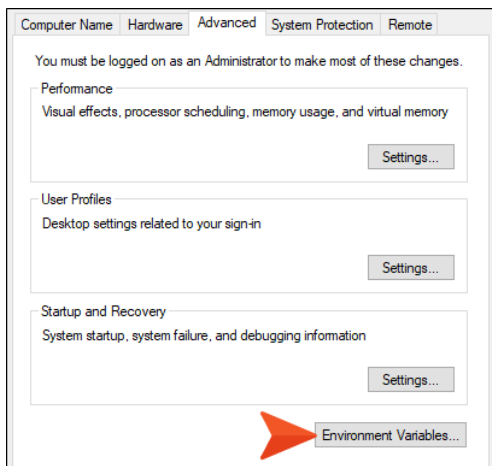 Computer Name Hardware Advanced System Protection Remote
You must be logged on as an Administrator to make most of these changes.
Performance
Visual effects, processor scheduling, memory usage, and virtual memory
Settings...
User Profiles
Desktop settings related to your sign-in
Settings...
Startup and Recovery
System startup, system failure, and debugging information
Settings...
Environment Variables...